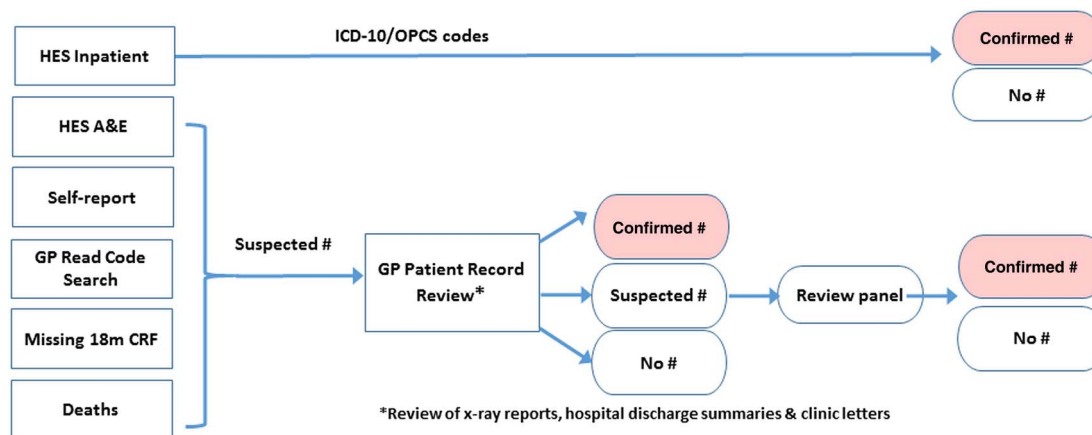 HES Inpatient
ICD-10/OPCS codes
Confirmed #
No #
HES A&E
Self-report
GP Read Code
Search
Missing 18m CRF
Deaths
Suspected #
GP Patient Record
Review*
Confirmed #
Suspected #
No #
Review panel
Confirmed #
No #
*Review of x-ray reports, hospital discharge summaries & clinic letters